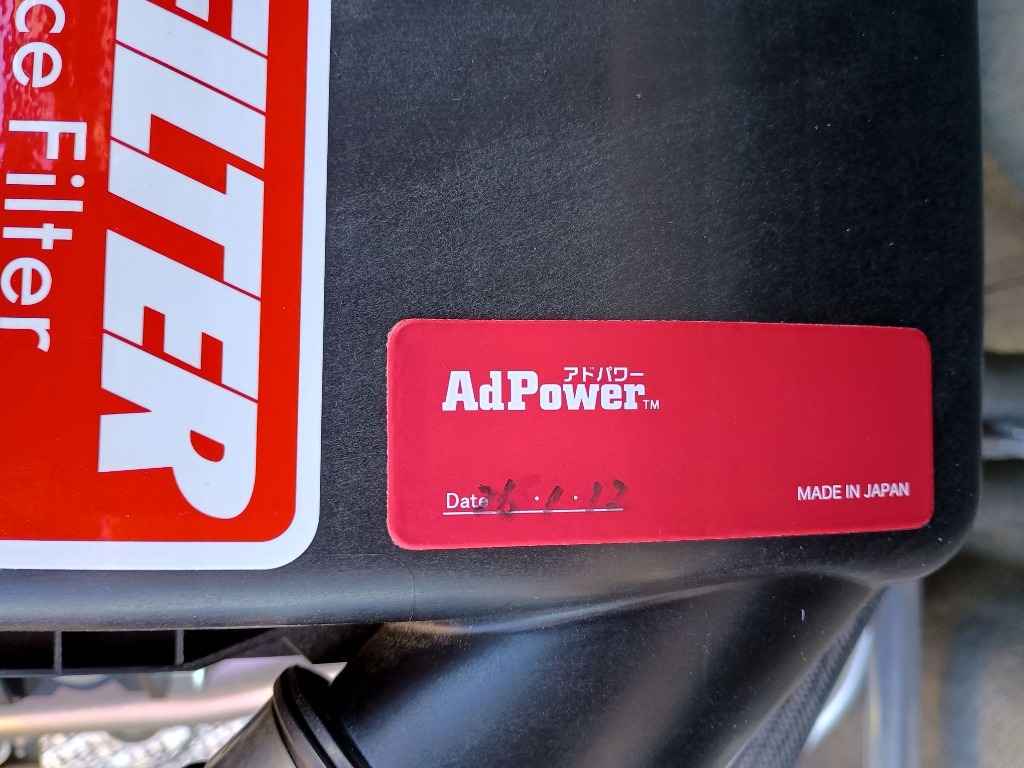 FILTER
ce Filter
アドパワー
AdPower™
Date 26・1・12
MADE IN JAPAN